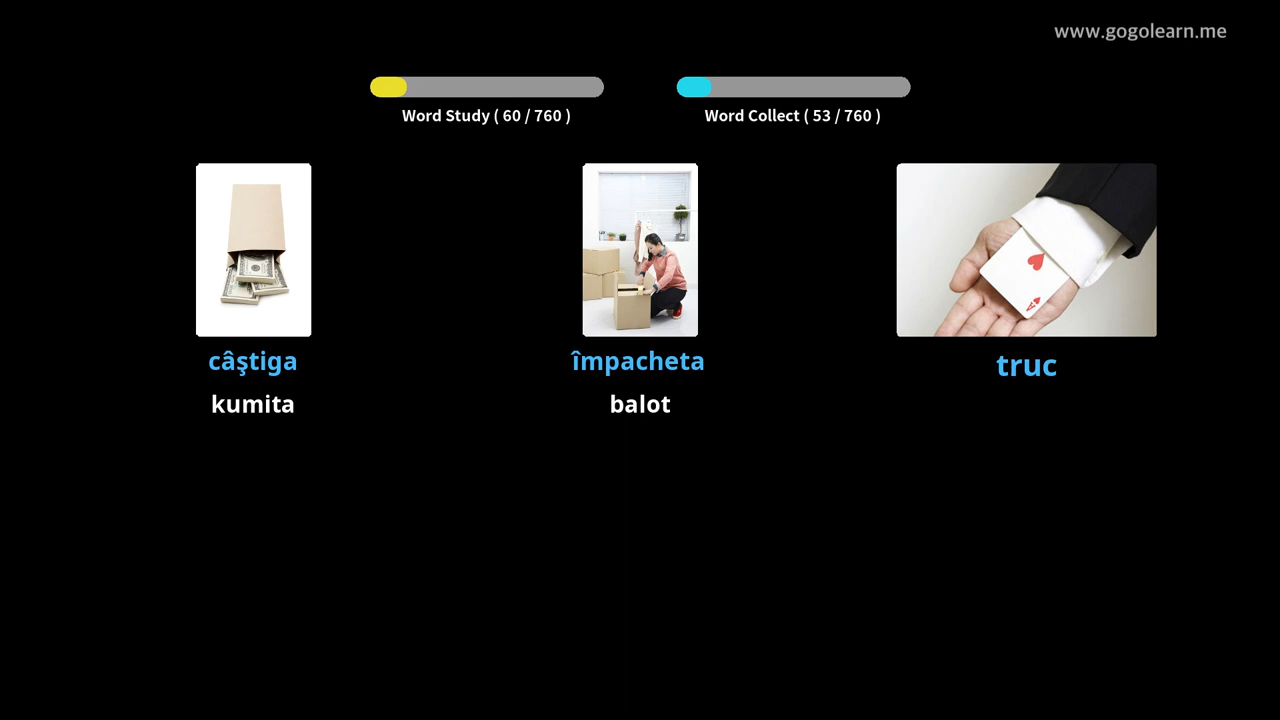 www.gogolearn.me
Word Study ( 60 / 760 )
Word Collect ( 53 / 760 )
câştiga
împacheta
truc
kumita
balot